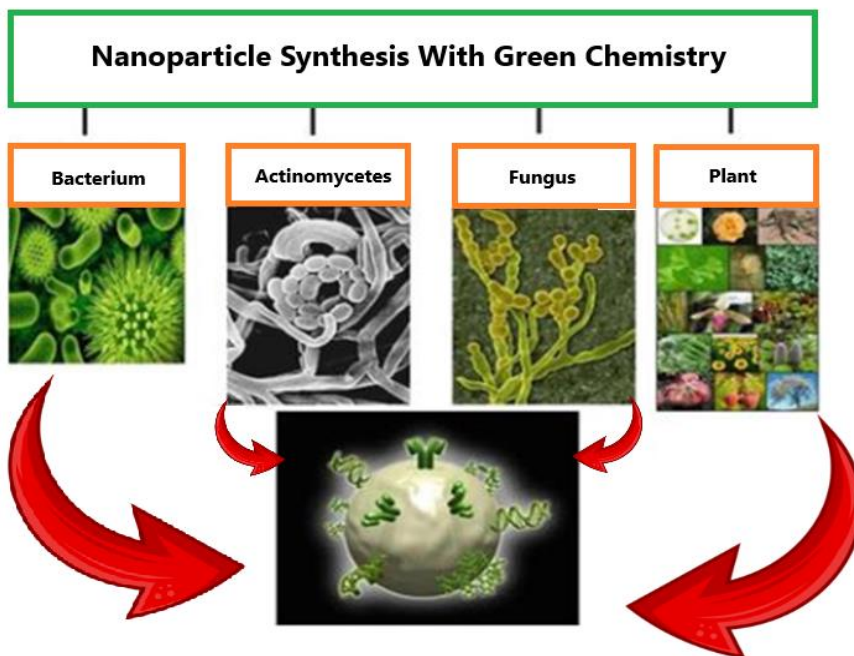 Nanoparticle Synthesis With Green Chemistry
Bacterium
Actinomycetes
Fungus
Plant